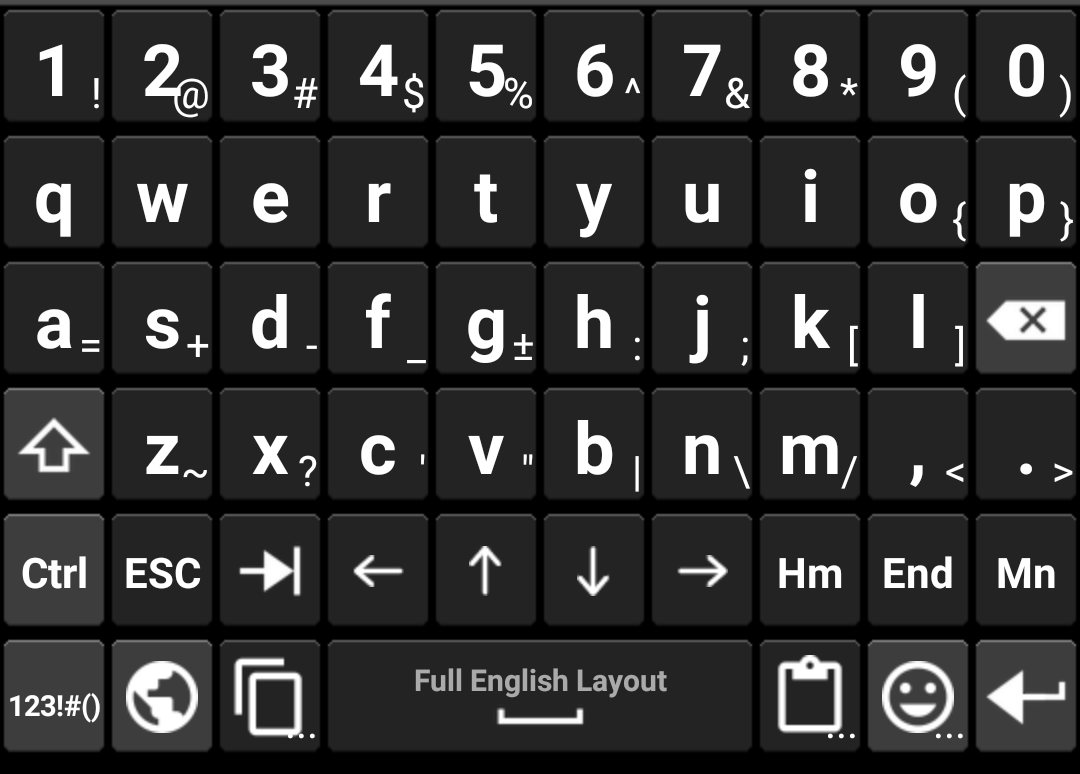 1 ! 2 @ 3 # 4 $ 5 % 6 ^ 7 & 8 * 9 ( 0 )
q w e r t y u i o { p }
a = s + d - f _ g ± h : j ; k [ l ]
z ~ x ? c ' v " b | n \ m / , < . >
Ctrl ESC ← ↑ ↓ → Hm End Mn
123!#() ... Full English Layout ... ...